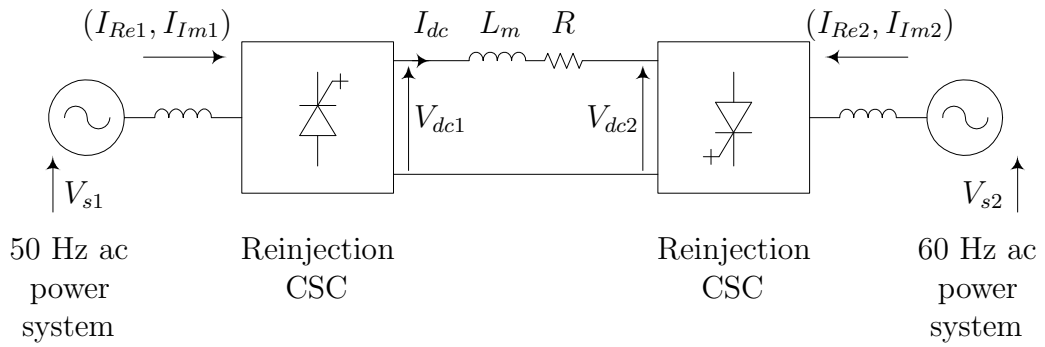 (I_{Re1}, I_{Im1})
I_{dc}
L_m
R
(I_{Re2}, I_{Im2})
V_{dc1}
V_{dc2}
V_{s1}
V_{s2}
50 Hz ac
power
system
Reinjection
CSC
Reinjection
CSC
60 Hz ac
power
system